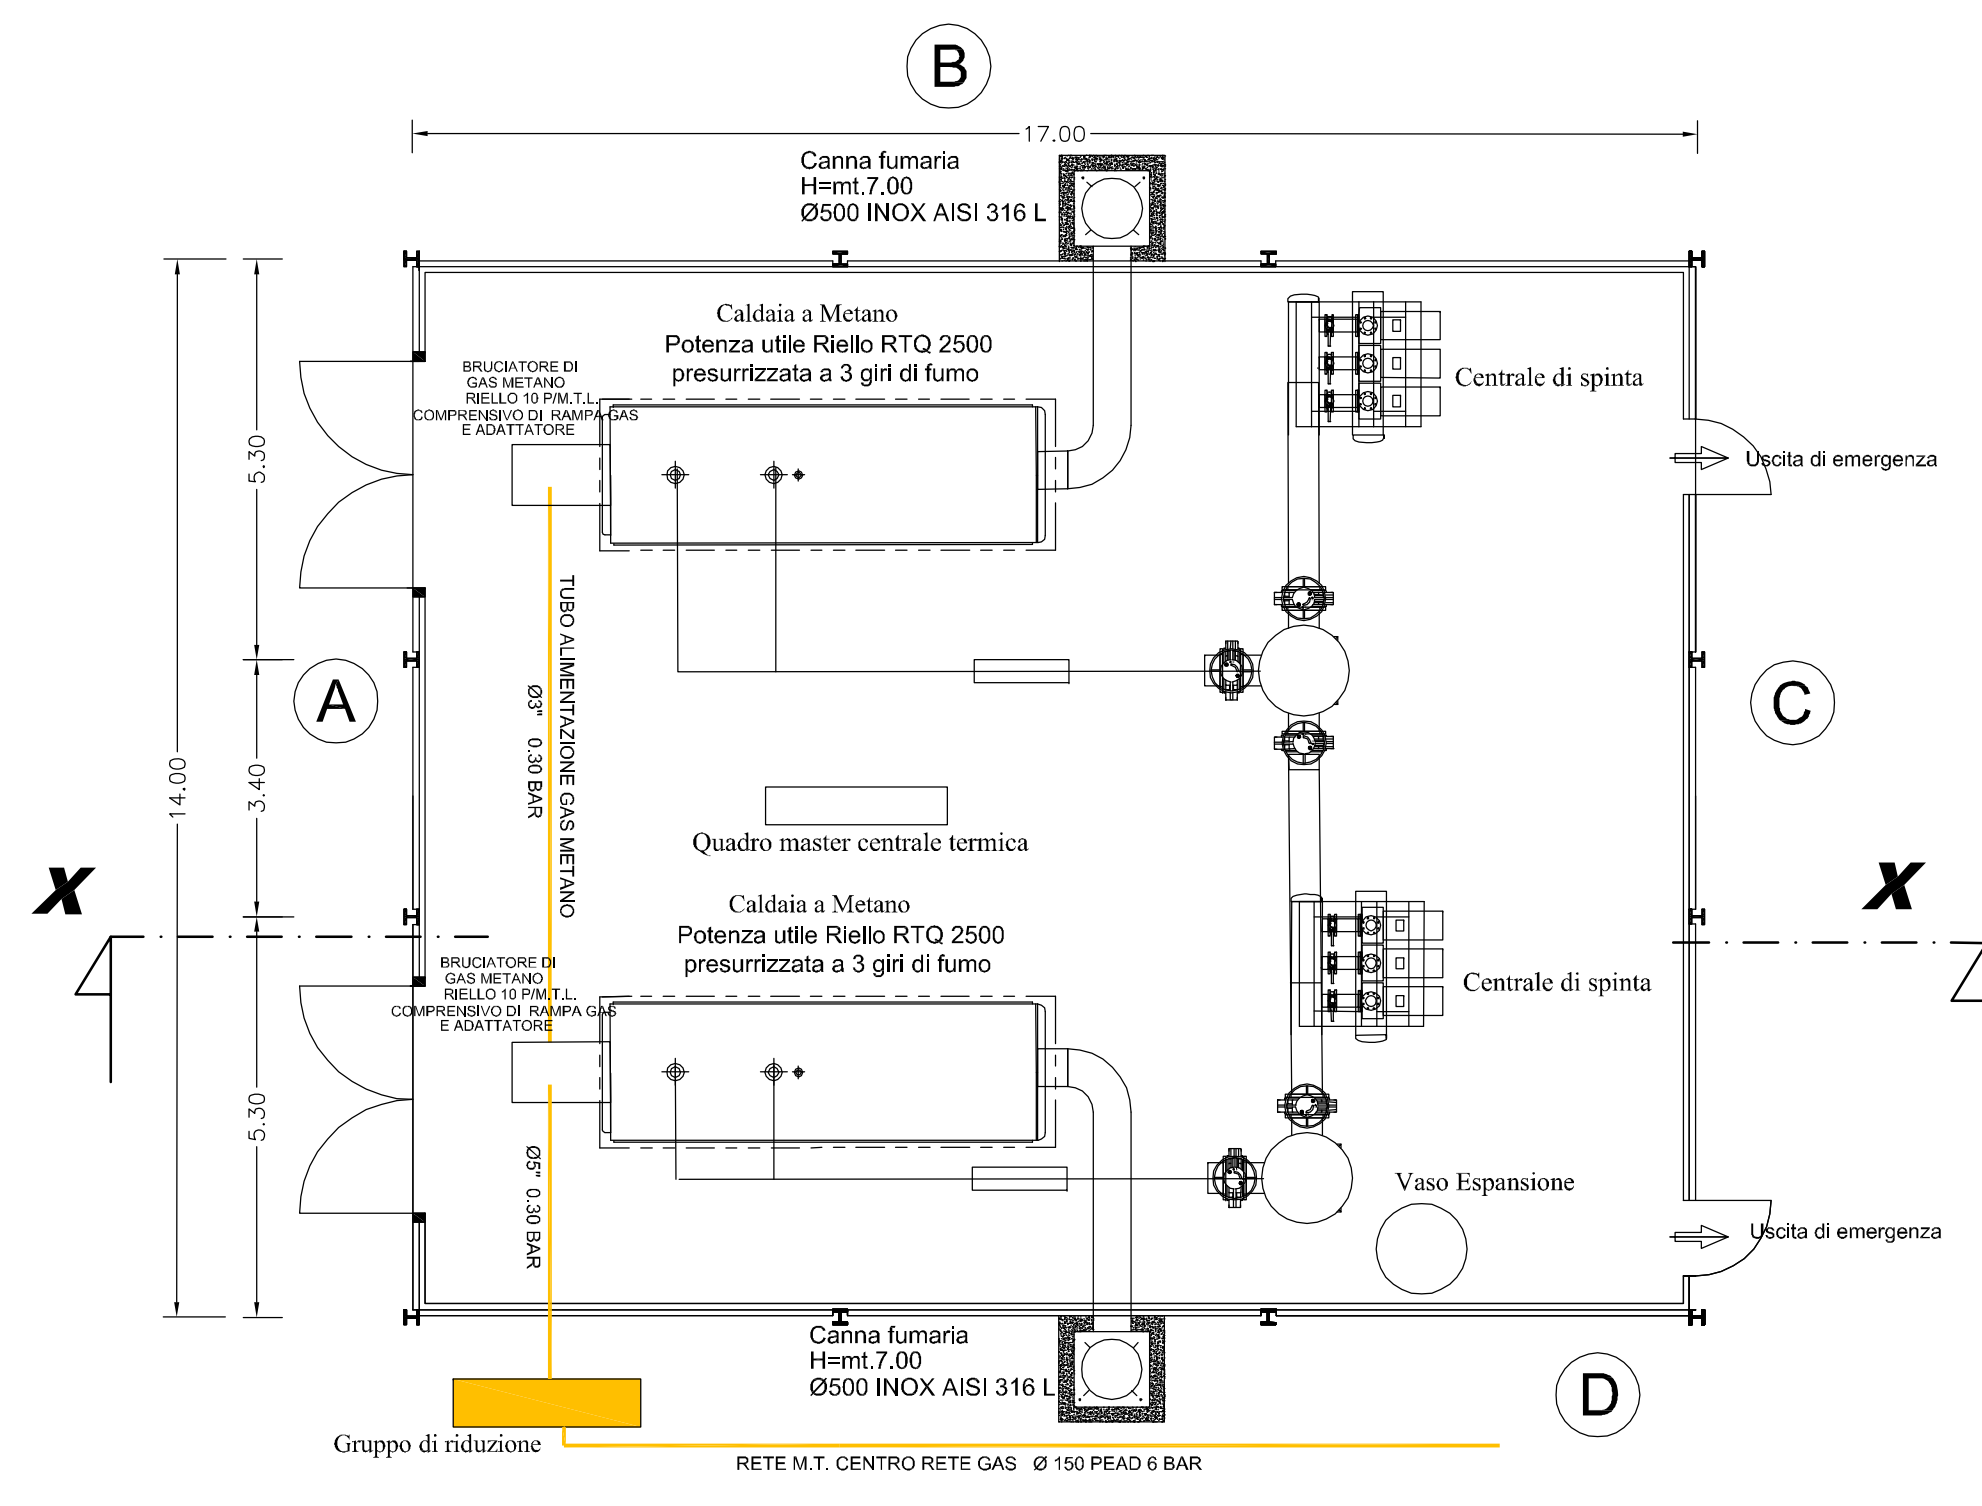 B
17.00
Canna fumaria
H=mt.7.00
Ø500 INOX AISI 316 L
Caldaia a Metano
Potenza utile Riello RTQ 2500
presurrizzata a 3 giri di fumo
BRUCIATORE DI
GAS METANO
RIELLO 10 P/M.T.L.
COMPRENSIVO DI RAMPA GAS
E ADATTATORE
Centrale di spinta
Uscita di emergenza
5.30
TUBO ALIMENTAZIONE GAS METANO
Ø3" 0.30 BAR
A
C
14.00
3.40
Quadro master centrale termica
X
X
Caldaia a Metano
Potenza utile Riello RTQ 2500
presurrizzata a 3 giri di fumo
BRUCIATORE DI
GAS METANO
RIELLO 10 P/M.T.L.
COMPRENSIVO DI RAMPA GAS
E ADATTATORE
Centrale di spinta
5.30
Ø5" 0.30 BAR
Vaso Espansione
Uscita di emergenza
Canna fumaria
H=mt.7.00
Ø500 INOX AISI 316 L
D
Gruppo di riduzione
RETE M.T. CENTRO RETE GAS Ø 150 PEAD 6 BAR